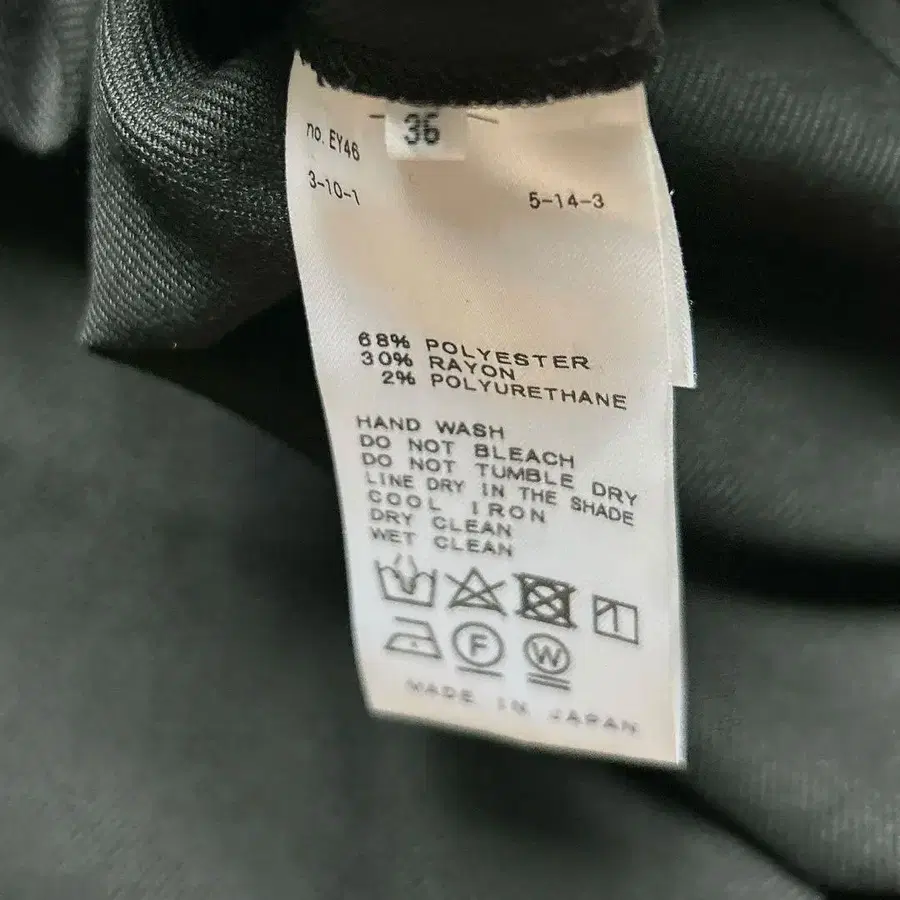 36
no. EY46
3-10-1
5-14-3
68% POLYESTER
30% RAYON
2% POLYURETHANE
HAND WASH
DO NOT BLEACH
DO NOT TUMBLE DRY
LINE DRY IN THE SHADE
COOL IRON
DRY CLEAN
WET CLEAN
F W
MADE IN JAPAN